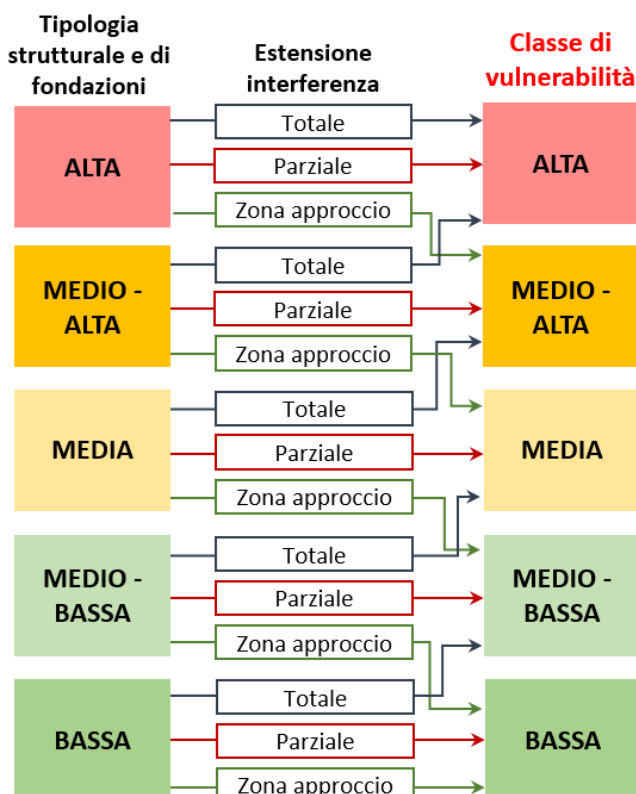 Tipologia
strutturale e di
fondazioni
Estensione
interferenza
Classe di
vulnerabilità
ALTA
Totale
Parziale
Zona approccio
ALTA
MEDIO -
ALTA
Totale
Parziale
Zona approccio
MEDIO -
ALTA
MEDIA
Totale
Parziale
Zona approccio
MEDIA
MEDIO -
BASSA
Totale
Parziale
Zona approccio
MEDIO -
BASSA
BASSA
Totale
Parziale
Zona approccio
BASSA